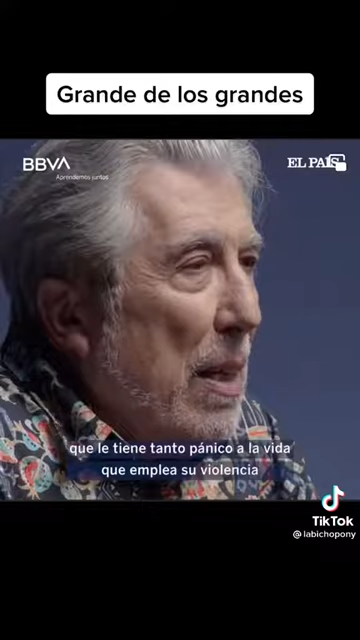 Grande de los grandes
BBVA
Aprendemos juntos
EL PAÍS
que le tiene tanto pánico a la vida
que emplea su violencia
TikTok
@labichopony